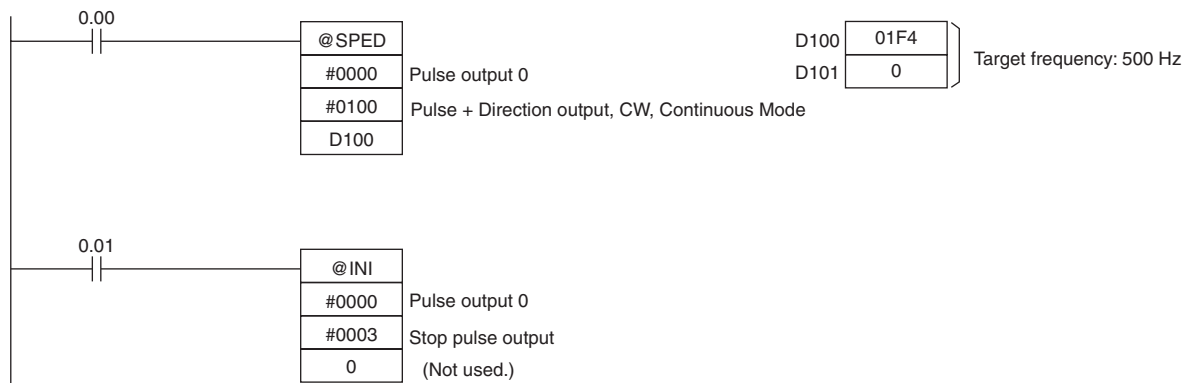 0.00
@SPED
#0000 Pulse output 0
#0100 Pulse + Direction output, CW, Continuous Mode
D100
D100 01F4
D101 0
Target frequency: 500 Hz
0.01
@INI
#0000 Pulse output 0
#0003 Stop pulse output
0 (Not used.)